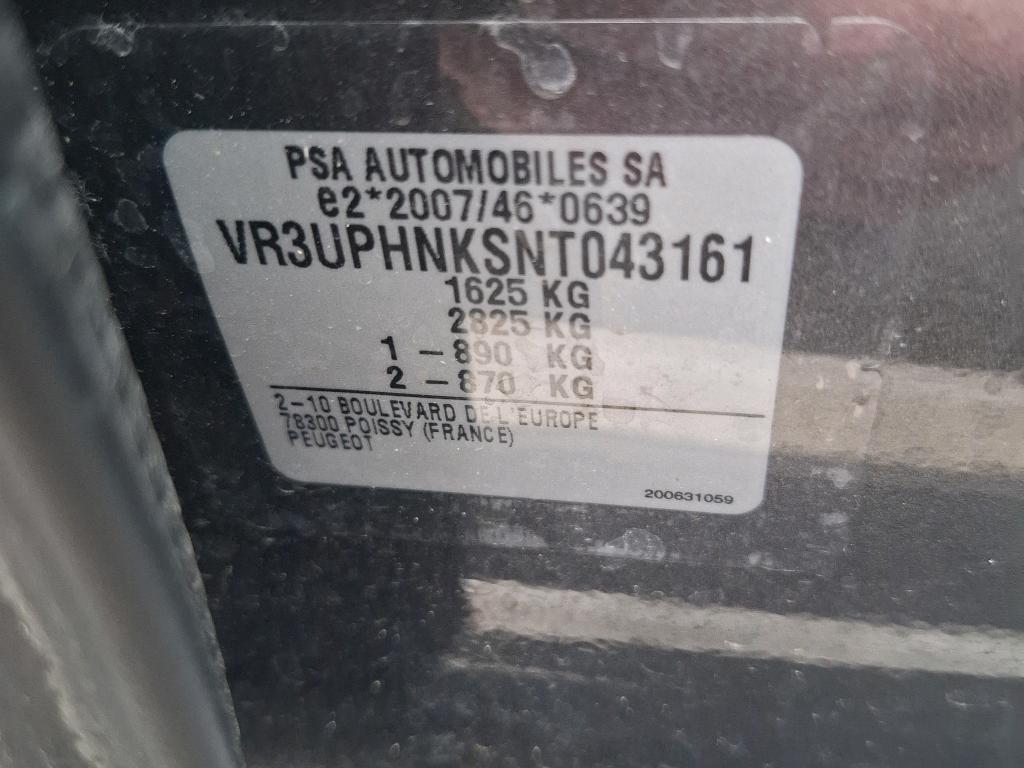 PSA AUTOMOBILES SA
e2*2007/46*0639
VR3UPHNKSNT043161
1625 KG
2825 KG
1 -890 KG
2 -870 KG
2-10 BOULEVARD DE L'EUROPE
78300 POISSY (FRANCE)
PEUGEOT
200631059